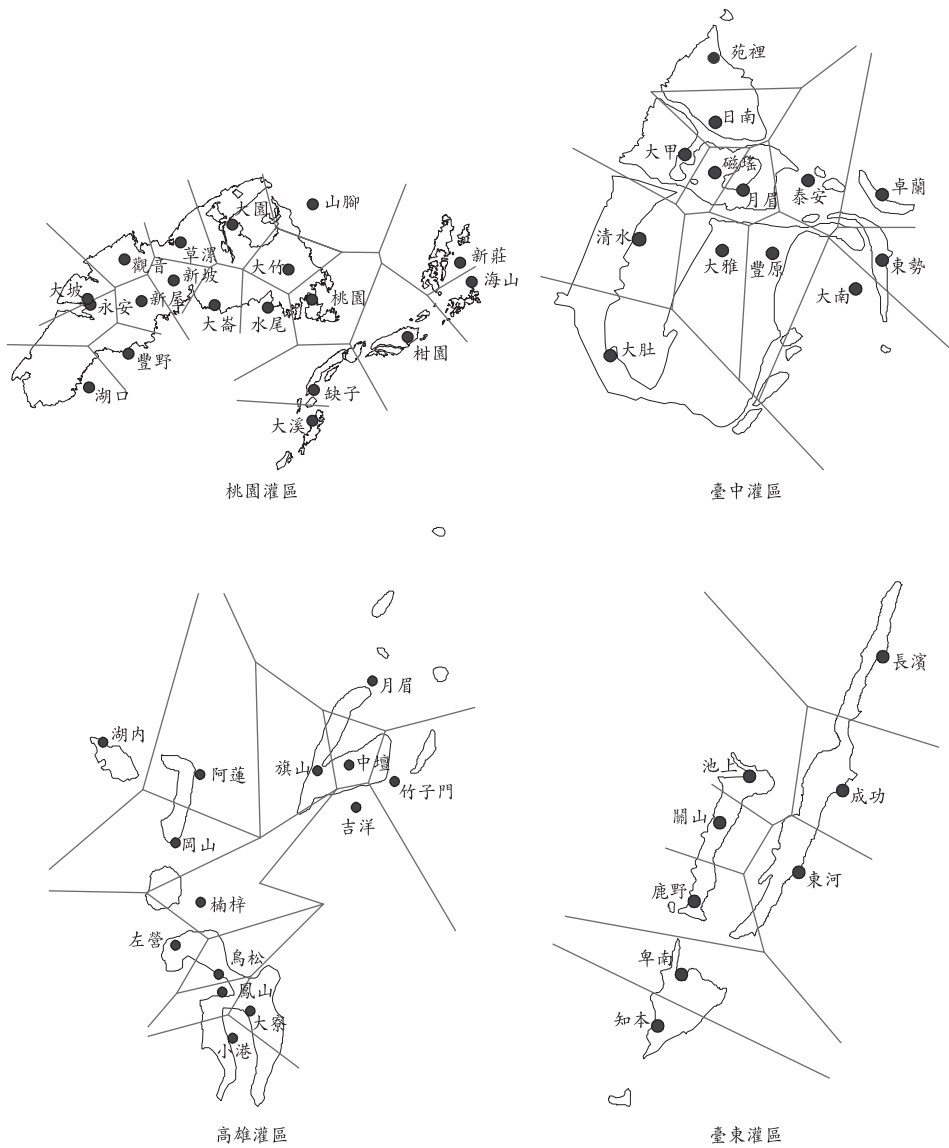 山腳
大園
新莊
觀音
草漯
海山
新坡
大竹
大坡
永安
新屋
桃園
大崙
水尾
柑園
豐野
缺子
湖口
大溪
桃園灌區
苑裡
日南
大甲
磁瑤
泰安
卓蘭
月眉
清水
大雅
豐原
東勢
大南
大肚
臺中灌區
月眉
湖內
旗山
中壇
阿蓮
竹子門
吉洋
岡山
楠梓
左營
鳥松
鳳山
大寮
小港
高雄灌區
長濱
池上
成功
關山
東河
鹿野
卑南
知本
臺東灌區